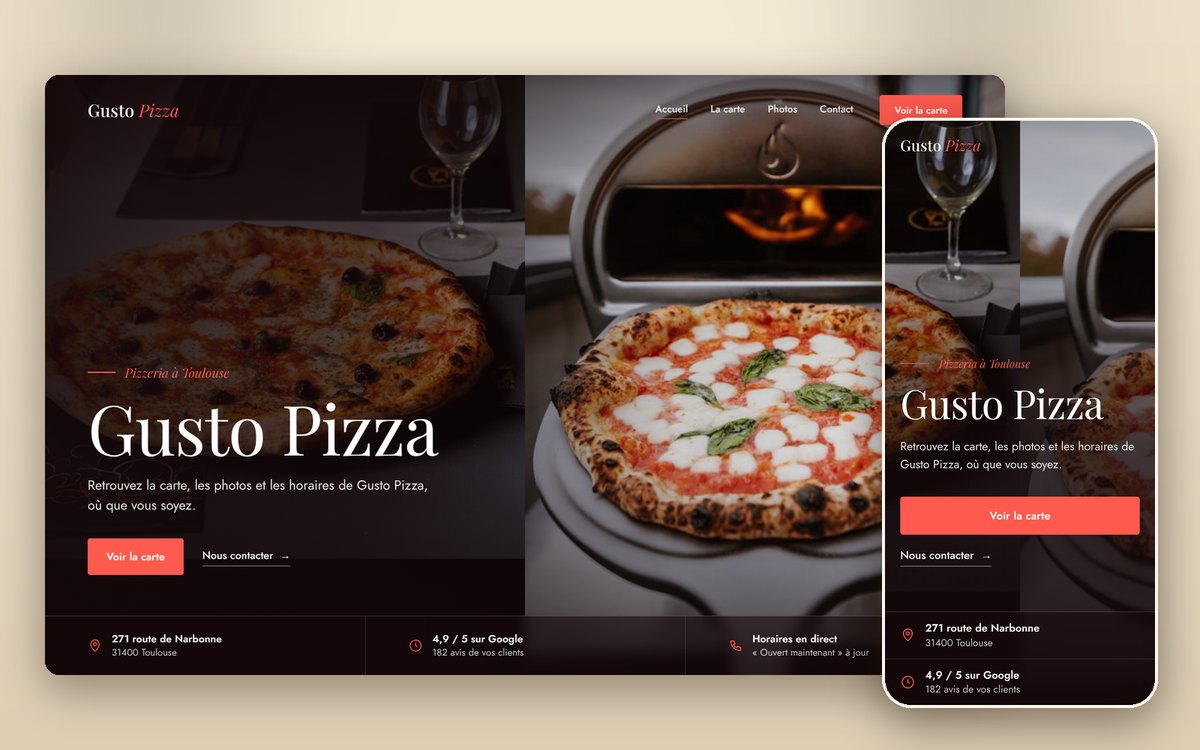 Gusto Pizza
Accueil
La carte
Photos
Contact
Voir la carte
Pizzeria à Toulouse
Gusto Pizza
Retrouvez la carte, les photos et les horaires de Gusto Pizza,
où que vous soyez.
Voir la carte
Nous contacter →
271 route de Narbonne
31400 Toulouse
4,9 / 5 sur Google
182 avis de vos clients
Horaires en direct
« Ouvert maintenant » à jour
Gusto Pizza
Pizzeria à Toulouse
Gusto Pizza
Retrouvez la carte, les photos et les horaires de
Gusto Pizza, où que vous soyez.
Voir la carte
Nous contacter →
271 route de Narbonne
31400 Toulouse
4,9 / 5 sur Google
182 avis de vos clients